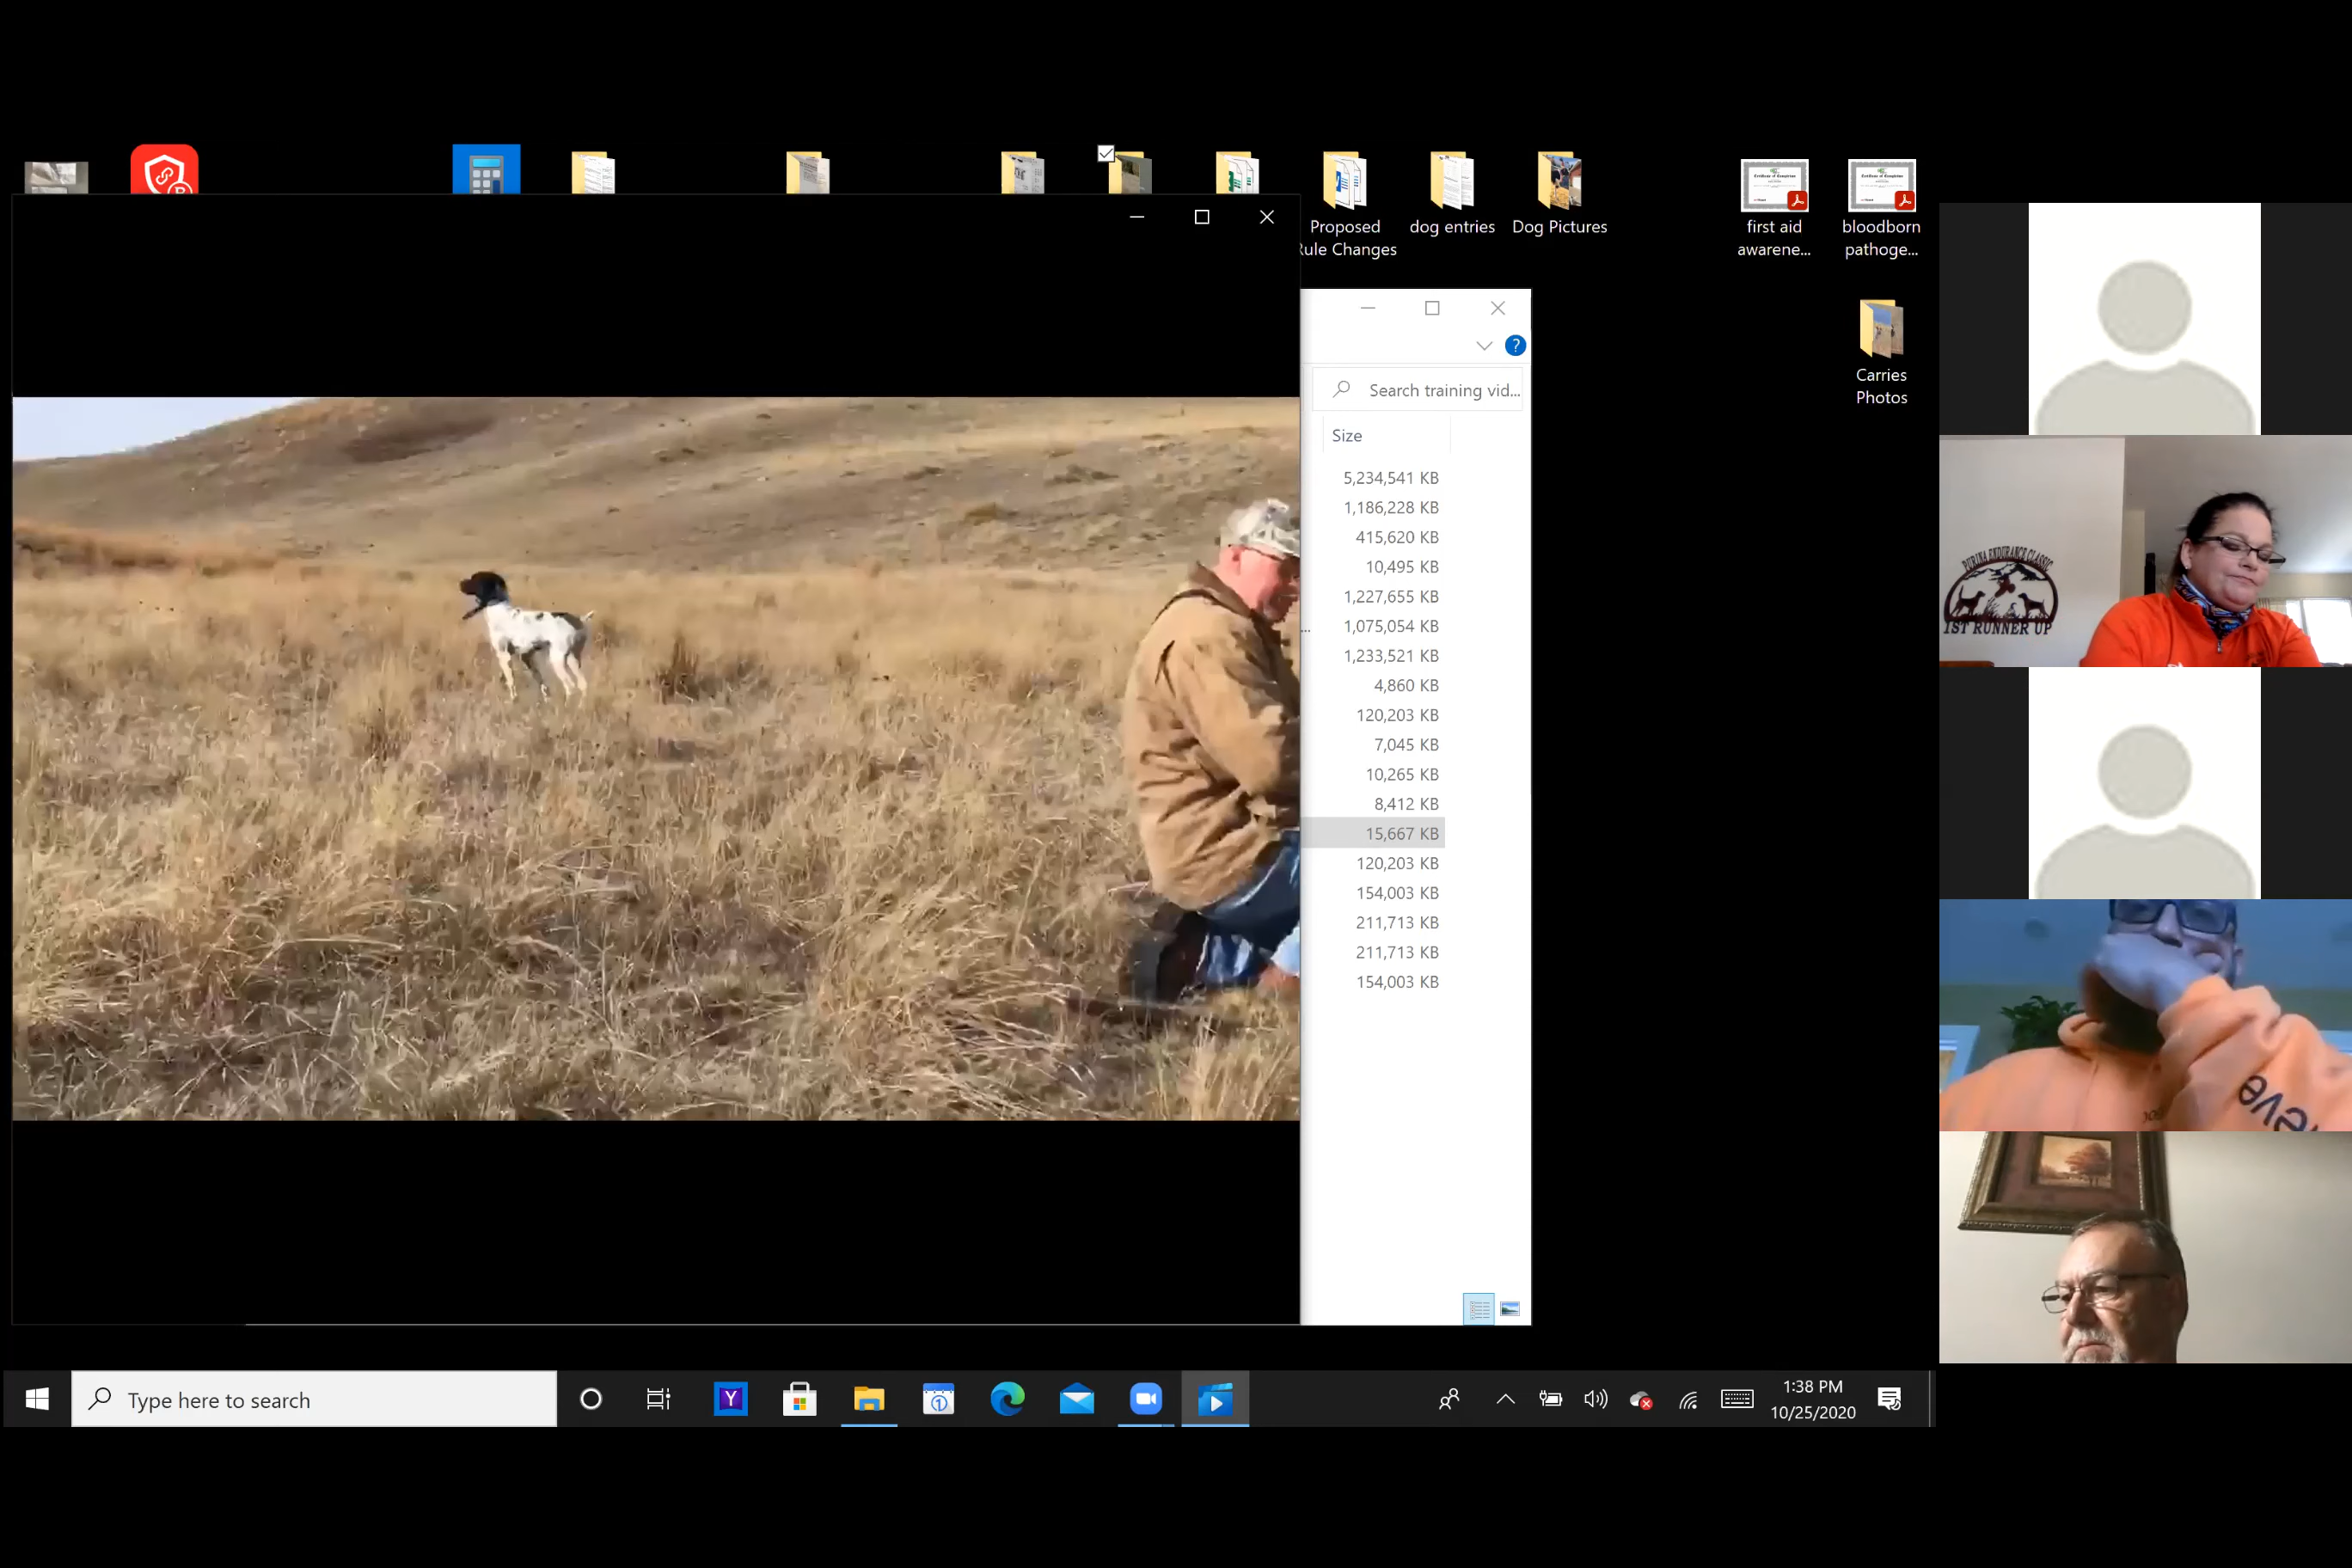 Proposed
Rule Changes
dog entries
Dog Pictures
first aid
awarene...
bloodborn
pathoge...
Carries
Photos
Search training vid...
Size
5,234,541 KB
1,186,228 KB
415,620 KB
10,495 KB
1,227,655 KB
... 1,075,054 KB
1,233,521 KB
4,860 KB
120,203 KB
7,045 KB
10,265 KB
8,412 KB
15,667 KB
120,203 KB
154,003 KB
211,713 KB
211,713 KB
154,003 KB
PURINA ENDURANCE CLASSIC
1ST RUNNER UP
Type here to search
1:38 PM
10/25/2020